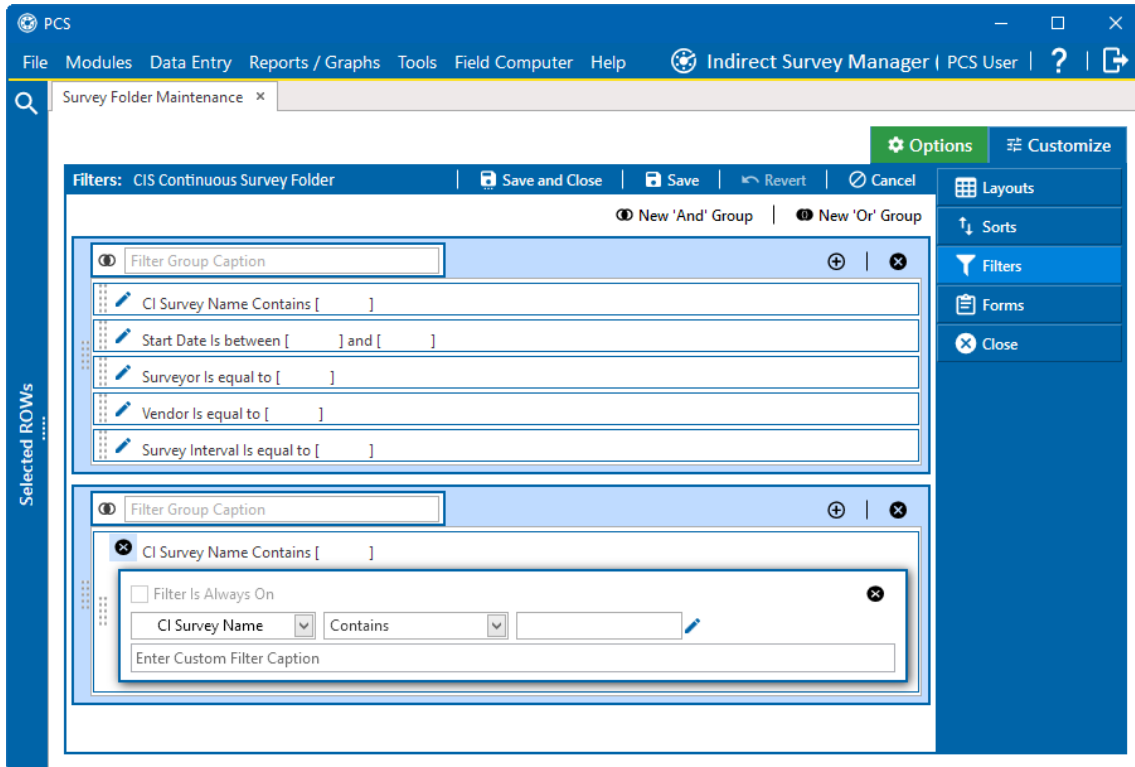 PCS
File Modules Data Entry Reports / Graphs Tools Field Computer Help Indirect Survey Manager ( PCS User | ? |
Survey Folder Maintenance ×
Options Customize
Filters: CIS Continuous Survey Folder | Save and Close | Save | Revert | Cancel
Layouts
New 'And' Group | New 'Or' Group
Sorts
Filter Group Caption
Filters
CI Survey Name Contains [ ]
Forms
Start Date Is between [ ] and [ ]
Close
Surveyor Is equal to [ ]
Vendor Is equal to [ ]
Survey Interval Is equal to [ ]
Selected ROWs
Filter Group Caption
CI Survey Name Contains [ ]
Filter Is Always On
CI Survey Name Contains
Enter Custom Filter Caption